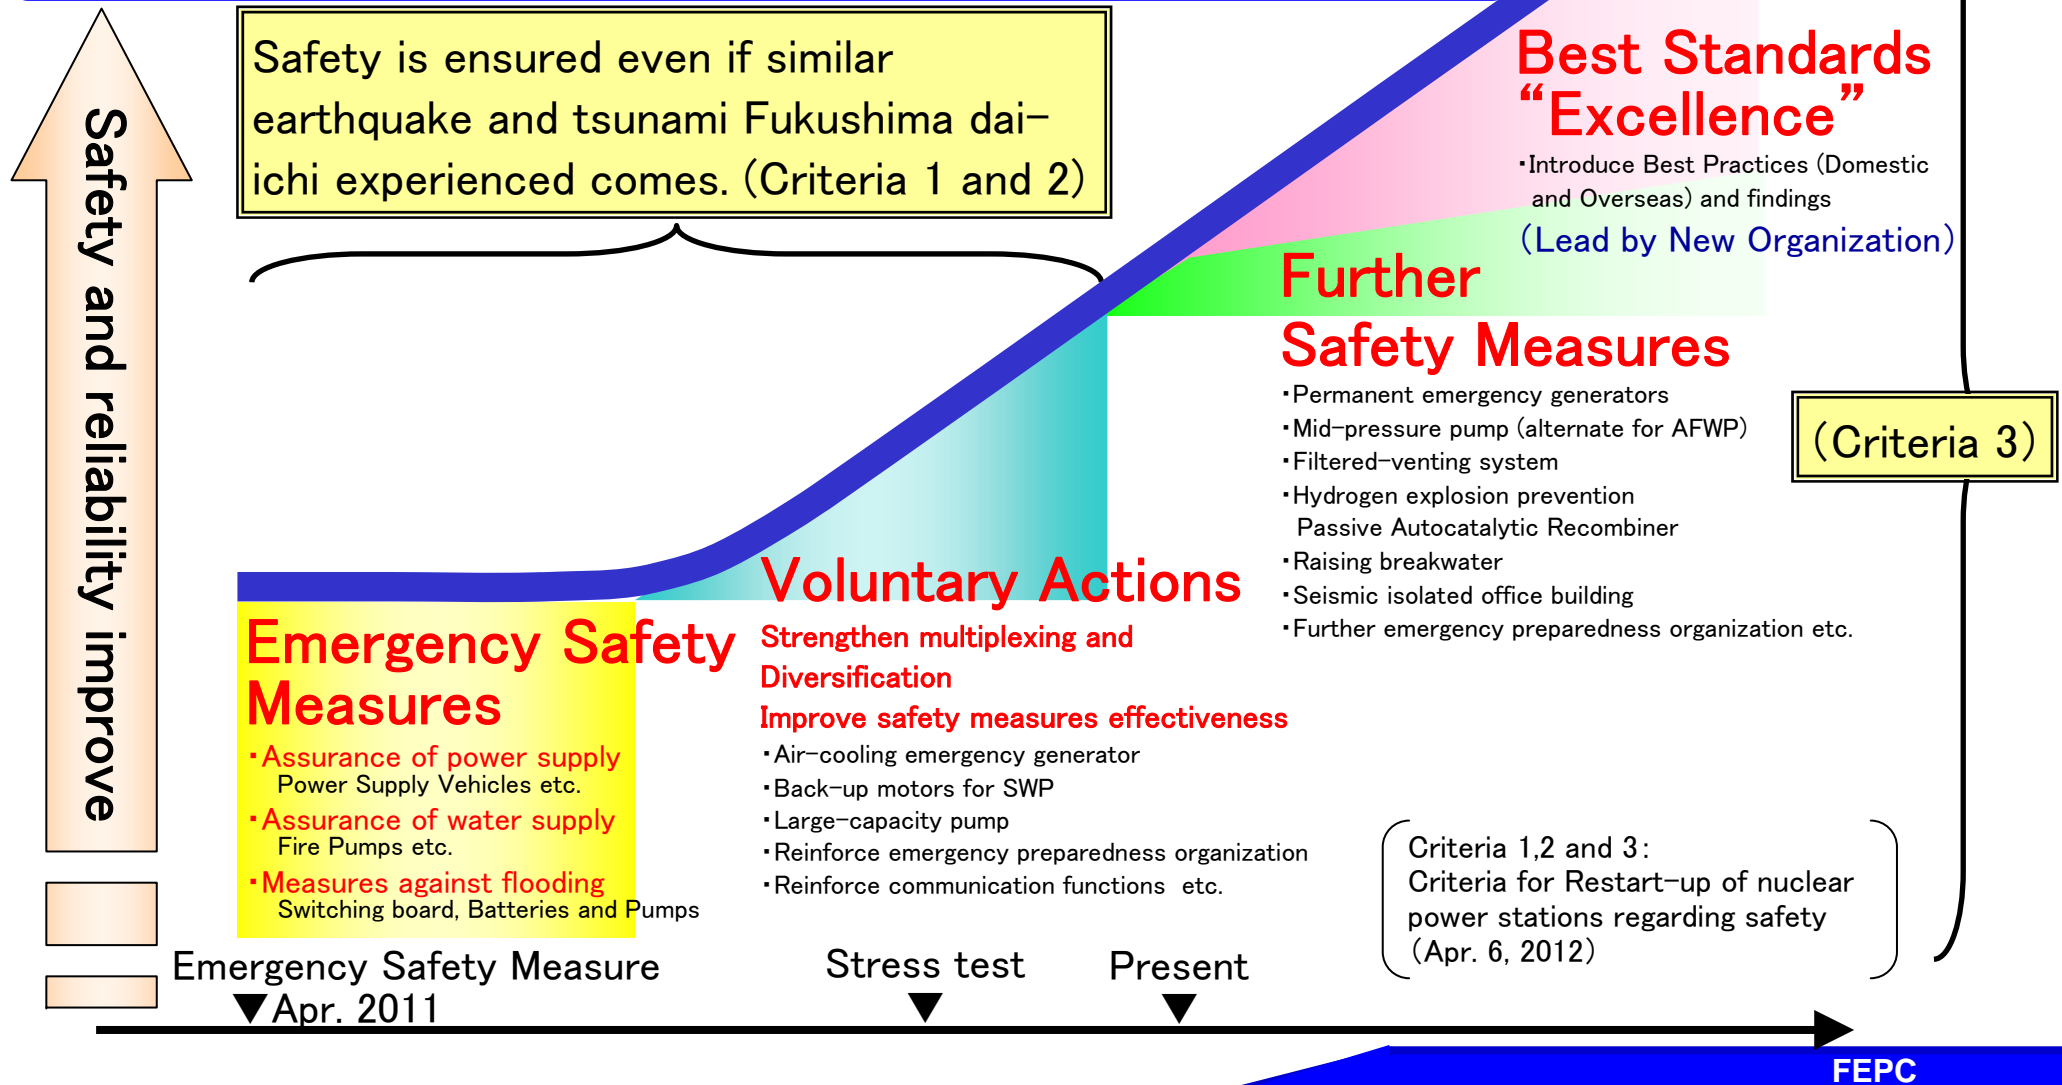 Safety and reliability improve
Safety is ensured even if similar
earthquake and tsunami Fukushima dai-
ichi experienced comes. (Criteria 1 and 2)
Best Standards
“Excellence”
・Introduce Best Practices (Domestic
and Overseas) and findings
(Lead by New Organization)
Further
Safety Measures
・Permanent emergency generators
・Mid-pressure pump (alternate for AFWP)
・Filtered-venting system
・Hydrogen explosion prevention
Passive Autocatalytic Recombiner
・Raising breakwater
・Seismic isolated office building
・Further emergency preparedness organization etc.
(Criteria 3)
Voluntary Actions
Strengthen multiplexing and
Diversification
Improve safety measures effectiveness
・Air-cooling emergency generator
・Back-up motors for SWP
・Large-capacity pump
・Reinforce emergency preparedness organization
・Reinforce communication functions etc.
Emergency Safety
Measures
・Assurance of power supply
Power Supply Vehicles etc.
・Assurance of water supply
Fire Pumps etc.
・Measures against flooding
Switching board, Batteries and Pumps
Criteria 1,2 and 3:
Criteria for Restart-up of nuclear
power stations regarding safety
(Apr. 6, 2012)
Emergency Safety Measure
▼Apr. 2011
Stress test
▼
Present
▼
FEPC